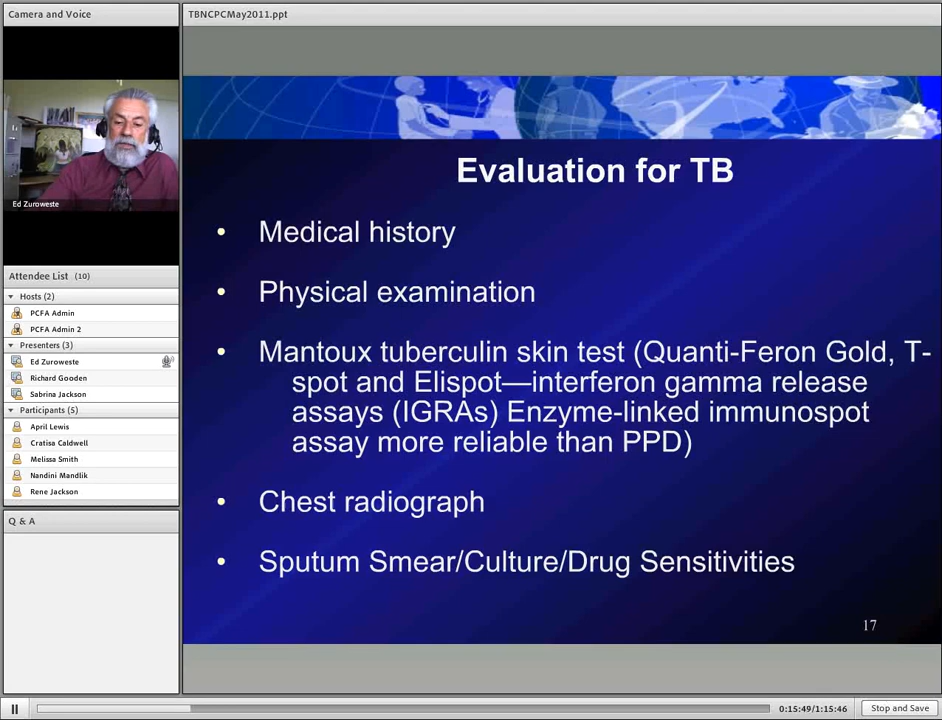 Camera and Voice
Ed Zuroweste
Attendee List (10)
Hosts (2)
PCFA Admin
PCFA Admin 2
Presenters (3)
Ed Zuroweste
Richard Gooden
Sabrina Jackson
Participants (5)
April Lewis
Cratisa Caldwell
Melissa Smith
Nandini Mandlik
Rene Jackson
Q & A
TBNCPCMay2011.ppt
Evaluation for TB
• Medical history
• Physical examination
• Mantoux tuberculin skin test (Quanti-Feron Gold, T-
spot and Elispot—interferon gamma release
assays (IGRAs) Enzyme-linked immunospot
assay more reliable than PPD)
• Chest radiograph
• Sputum Smear/Culture/Drug Sensitivities
17
0:15:49/1:15:46
Stop and Save